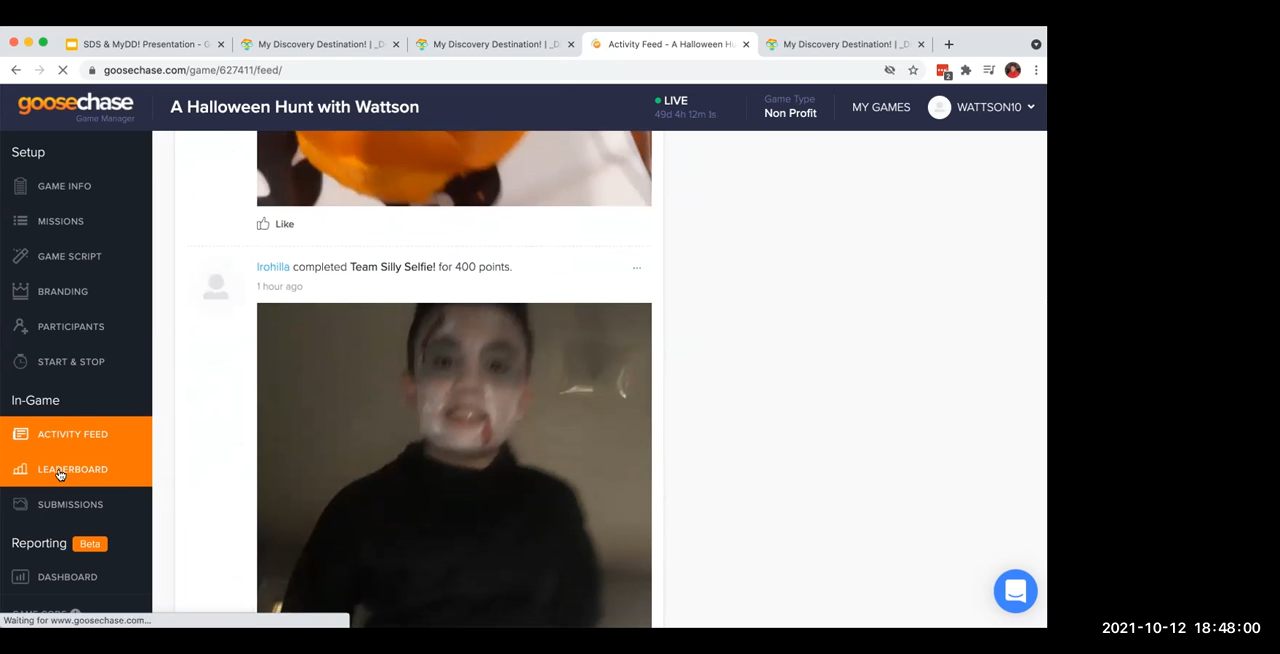 SDS & MyDD! Presentation - G
My Discovery Destination! | _D
My Discovery Destination! | _D
Activity Feed - A Halloween Hu
My Discovery Destination! | _D
goosechase.com/game/627411/feed/
2
goosechase
Game Manager
A Halloween Hunt with Wattson
LIVE
49d 4h 12m 1s
Game Type
Non Profit
MY GAMES
WATTSON10
Setup
GAME INFO
MISSIONS
GAME SCRIPT
BRANDING
PARTICIPANTS
START & STOP
In-Game
ACTIVITY FEED
LEADERBOARD
SUBMISSIONS
Reporting Beta
DASHBOARD
GAME CODE
Waiting for www.goosechase.com...
Like
lrohilla completed Team Silly Selfie! for 400 points.
...
1 hour ago
2021-10-12 18:48:00